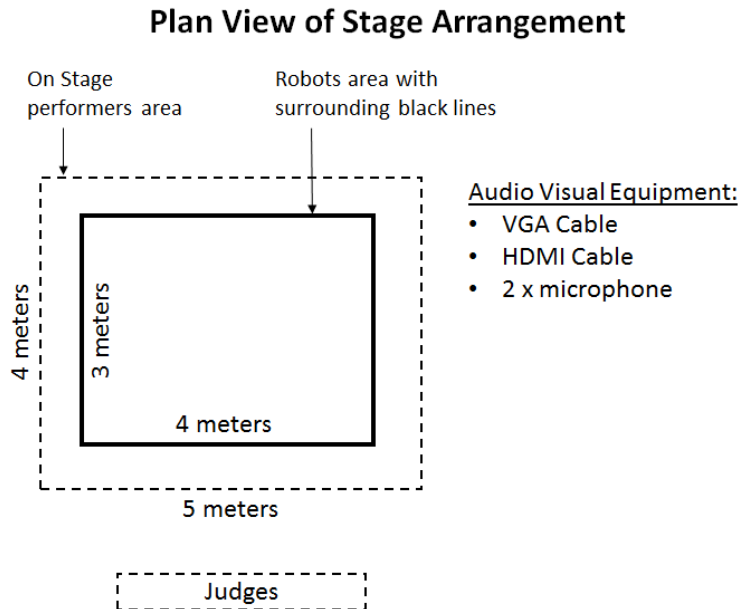 Plan View of Stage Arrangement
On Stage
performers area
Robots area with
surrounding black lines
Audio Visual Equipment:
• VGA Cable
• HDMI Cable
• 2 x microphone
4 meters
3 meters
4 meters
5 meters
Judges